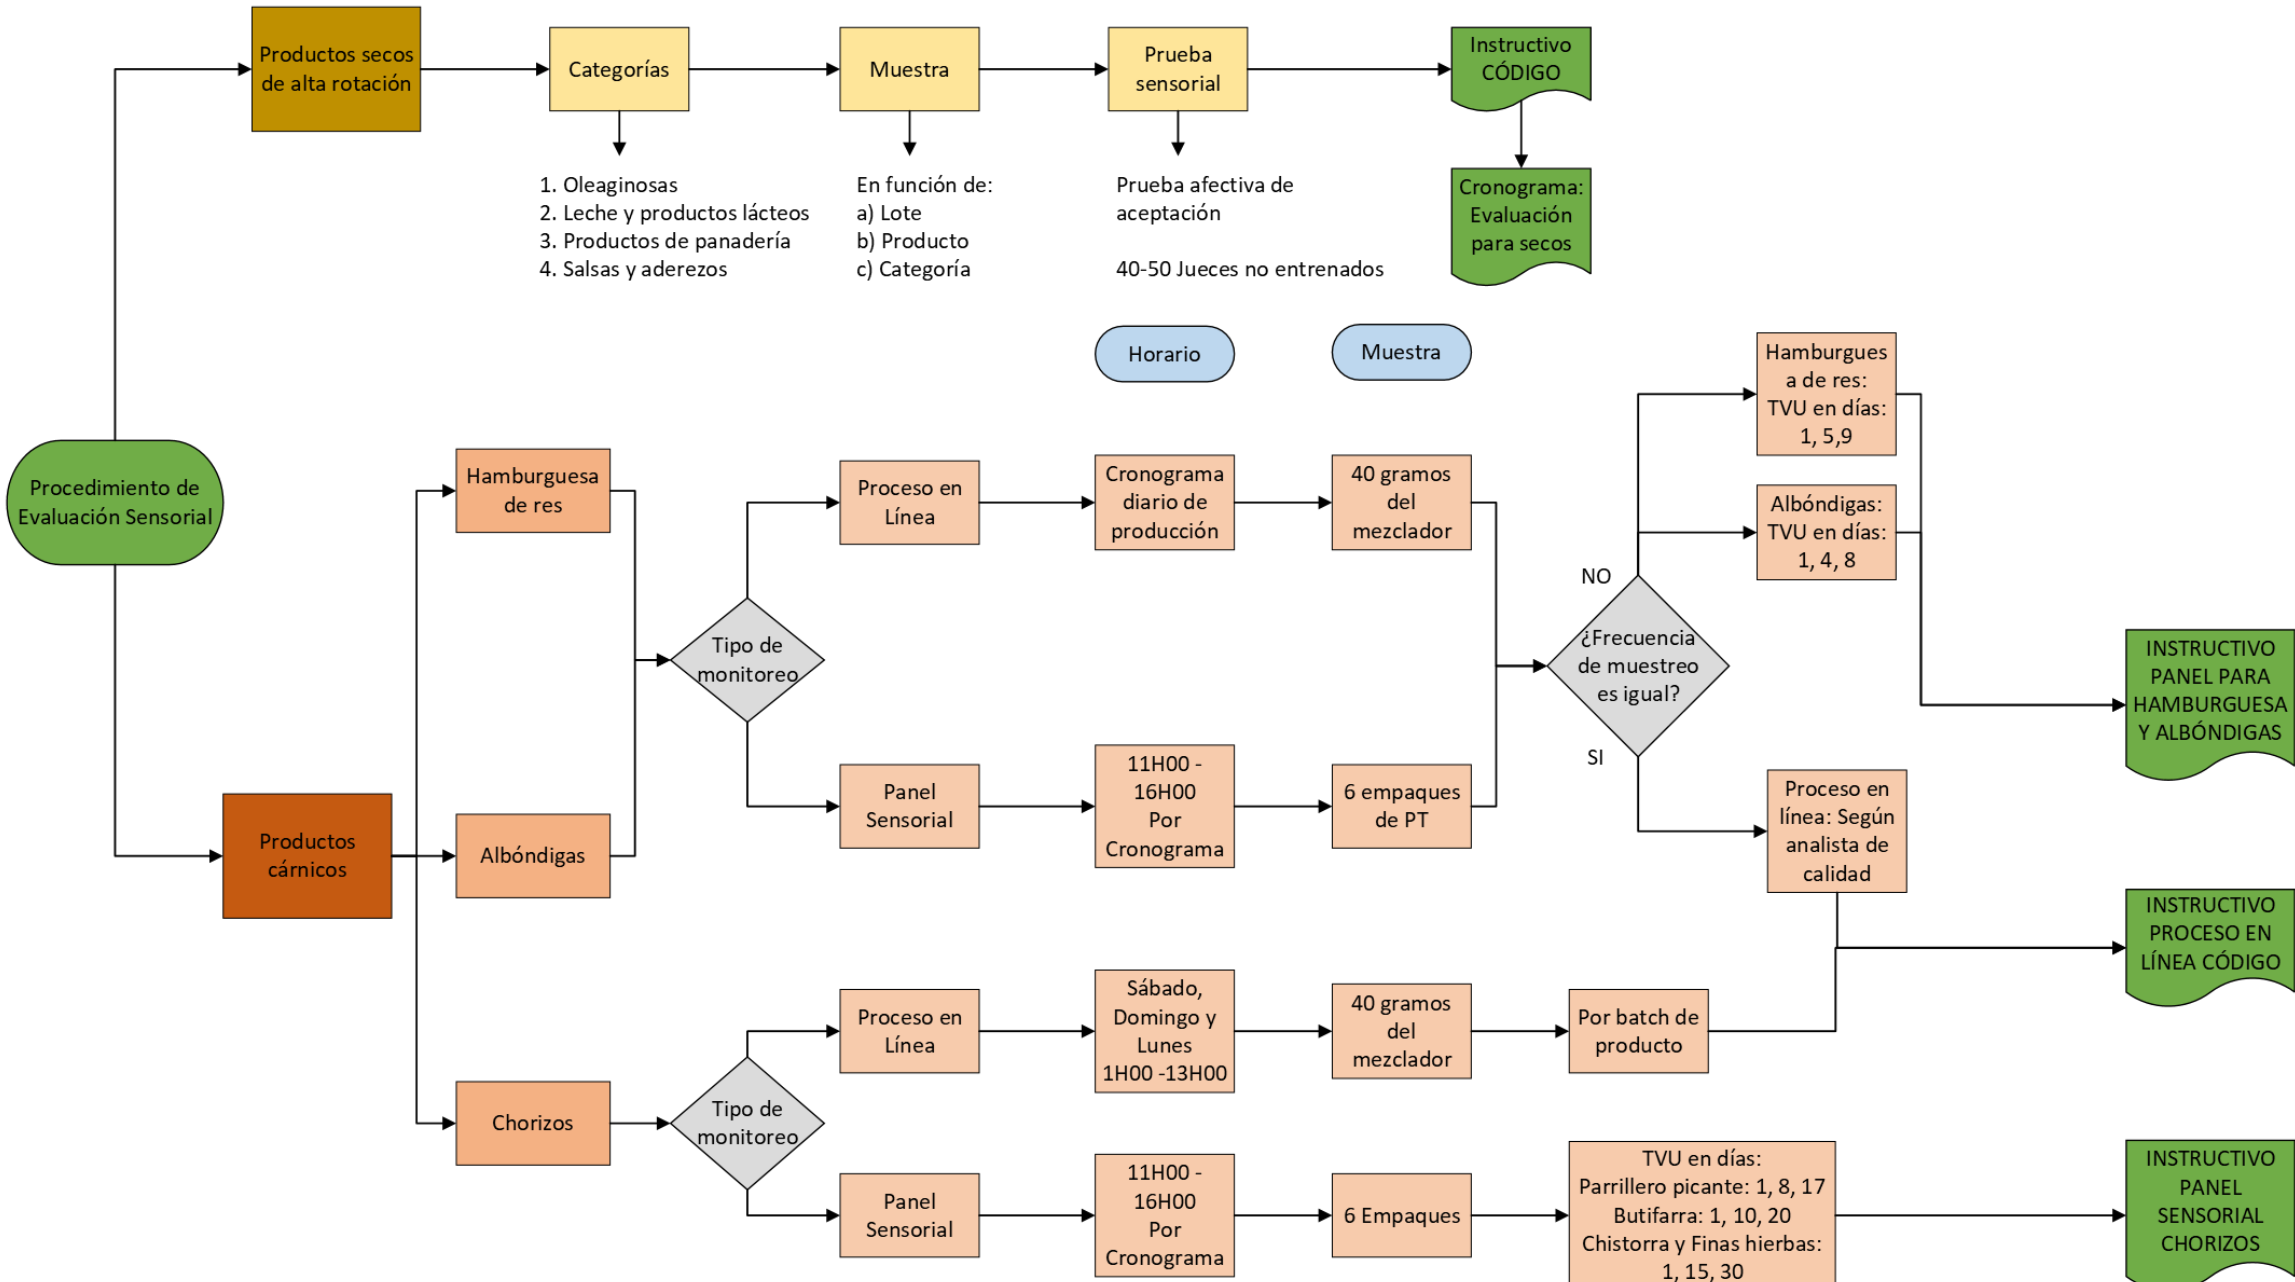 Productos secos
de alta rotación
Categorías
Muestra
Prueba
sensorial
Instructivo
CÓDIGO
1. Oleaginosas
2. Leche y productos lácteos
3. Productos de panadería
4. Salsas y aderezos
En función de:
a) Lote
b) Producto
c) Categoría
Prueba afectiva de
aceptación
40-50 Jueces no entrenados
Cronograma:
Evaluación
para secos
Horario
Muestra
Procedimiento de
Evaluación Sensorial
Hamburguesa
de res
Proceso en
Línea
Cronograma
diario de
producción
40 gramos
del
mezclador
Hamburgues
a de res:
TVU en días:
1, 5,9
Albóndigas:
TVU en días:
1, 4, 8
NO
Tipo de
monitoreo
¿Frecuencia
de muestreo
es igual?
SI
INSTRUCTIVO
PANEL PARA
HAMBURGUESA
Y ALBÓNDIGAS
Productos
cárnicos
Albóndigas
Panel
Sensorial
11H00 -
16H00
Por
Cronograma
6 empaques
de PT
Proceso en
línea: Según
analista de
calidad
INSTRUCTIVO
PROCESO EN
LÍNEA CÓDIGO
Chorizos
Tipo de
monitoreo
Proceso en
Línea
Sábado,
Domingo y
Lunes
1H00 -13H00
40 gramos
del
mezclador
Por batch de
producto
Panel
Sensorial
11H00 -
16H00
Por
Cronograma
6 Empaques
TVU en días:
Parrillero picante: 1, 8, 17
Butifarra: 1, 10, 20
Chistorra y Finas hierbas:
1, 15, 30
INSTRUCTIVO
PANEL
SENSORIAL
CHORIZOS